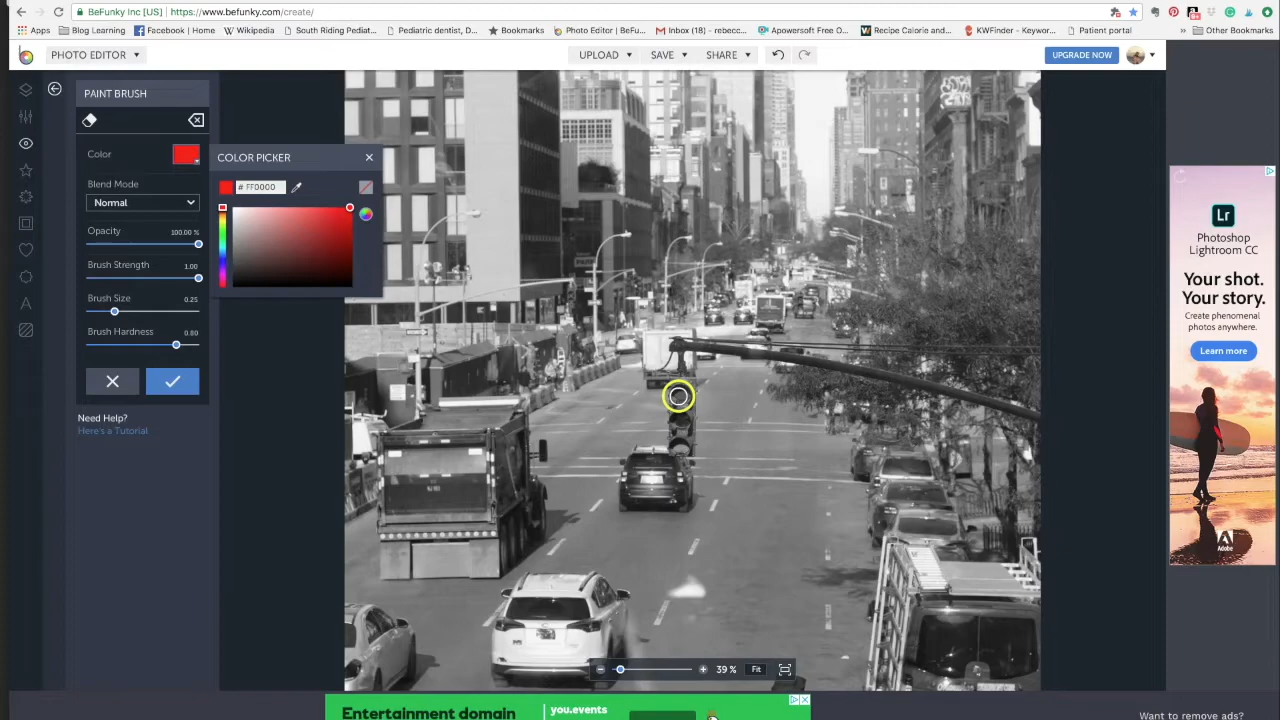 BeFunky Inc [US] | https://www.befunky.com/create/
Apps
Blog Learning
Facebook | Home
Wikipedia
South Riding Pediat...
Pediatric dentist, D...
Bookmarks
Photo Editor | BeFu...
Inbox (18) - rebecc...
Apowersoft Free O...
Recipe Calorie and...
KWFinder - Keywor...
Patient portal
Other Bookmarks
PHOTO EDITOR
UPLOAD
SAVE
SHARE
UPGRADE NOW
PAINT BRUSH
Color
Blend Mode
Normal
Opacity
100.00 %
Brush Strength
1.00
Brush Size
0.25
Brush Hardness
0.80
Need Help?
Here's a Tutorial
COLOR PICKER
# FF0000
39 %
Fit
A
Lr
Photoshop
Lightroom CC
Your shot.
Your story.
Create phenomenal
photos anywhere.
Learn more
Adobe
Entertainment domain
you.events
Want to remove ads?